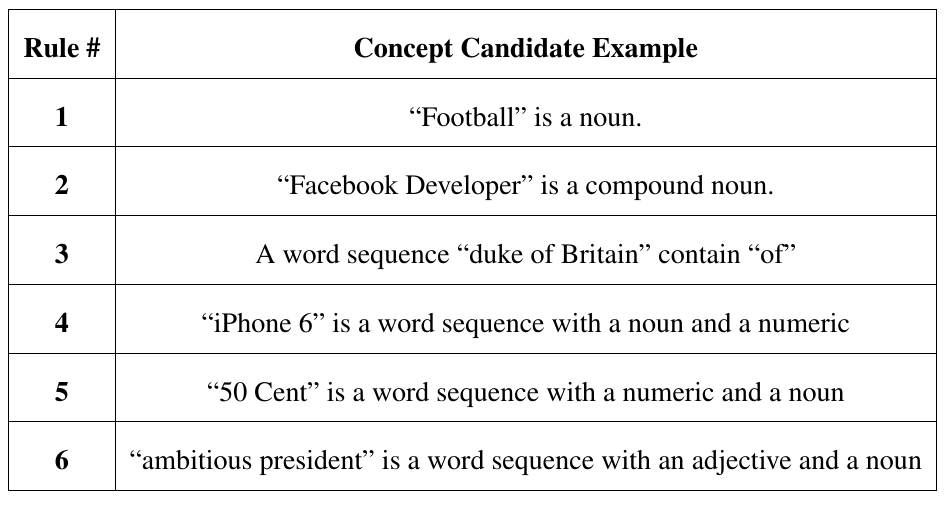 Rule # Concept Candidate Example
1 “Football” is a noun.
2 “Facebook Developer” is a compound noun.
3 A word sequence “duke of Britain” contain “of”
4 “iPhone 6” is a word sequence with a noun and a numeric
5 “50 Cent” is a word sequence with a numeric and a noun
6 “ambitious president” is a word sequence with an adjective and a noun